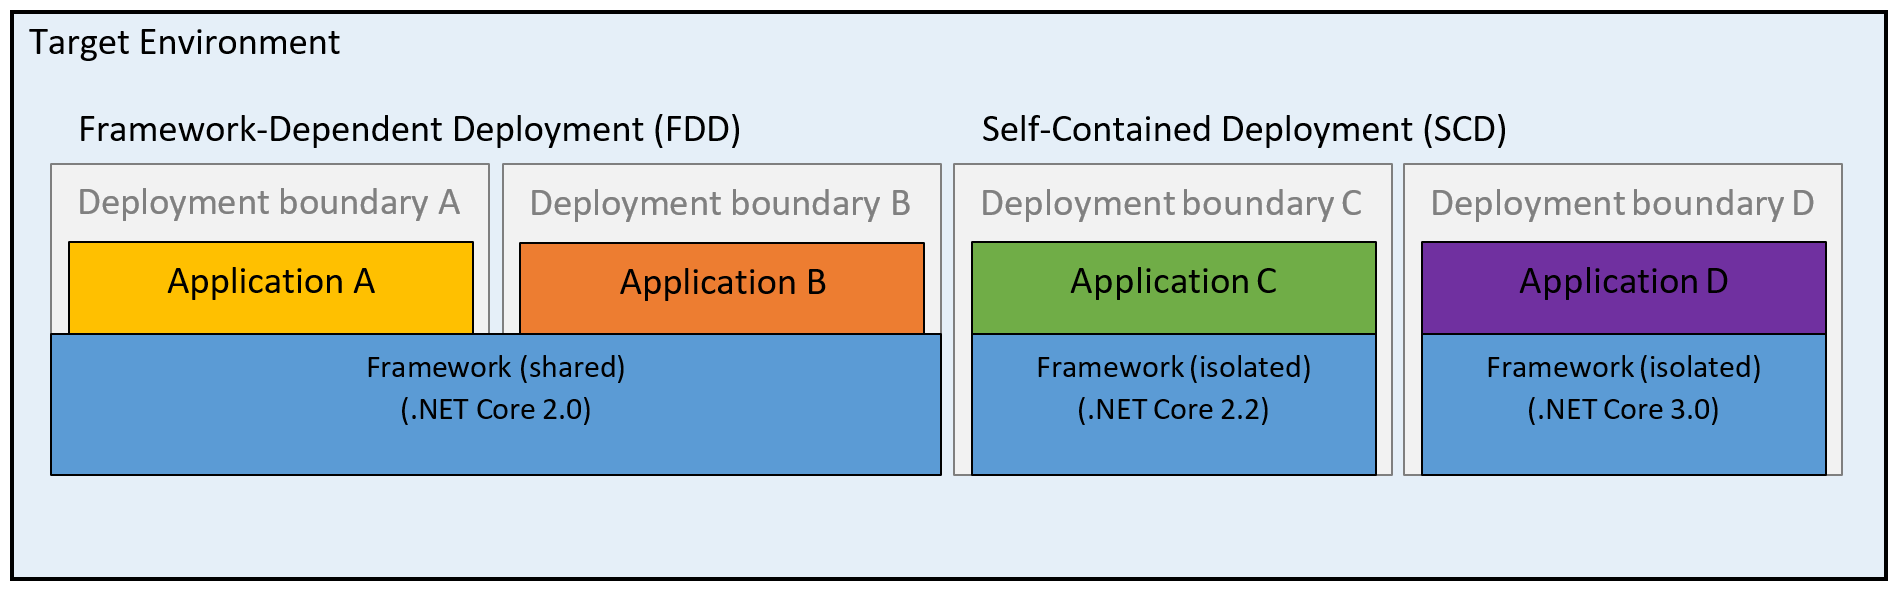 Target Environment
Framework-Dependent Deployment (FDD)
Self-Contained Deployment (SCD)
Deployment boundary A
Deployment boundary B
Deployment boundary C
Deployment boundary D
Application A
Application B
Application C
Application D
Framework (shared)
(.NET Core 2.0)
Framework (isolated)
(.NET Core 2.2)
Framework (isolated)
(.NET Core 3.0)